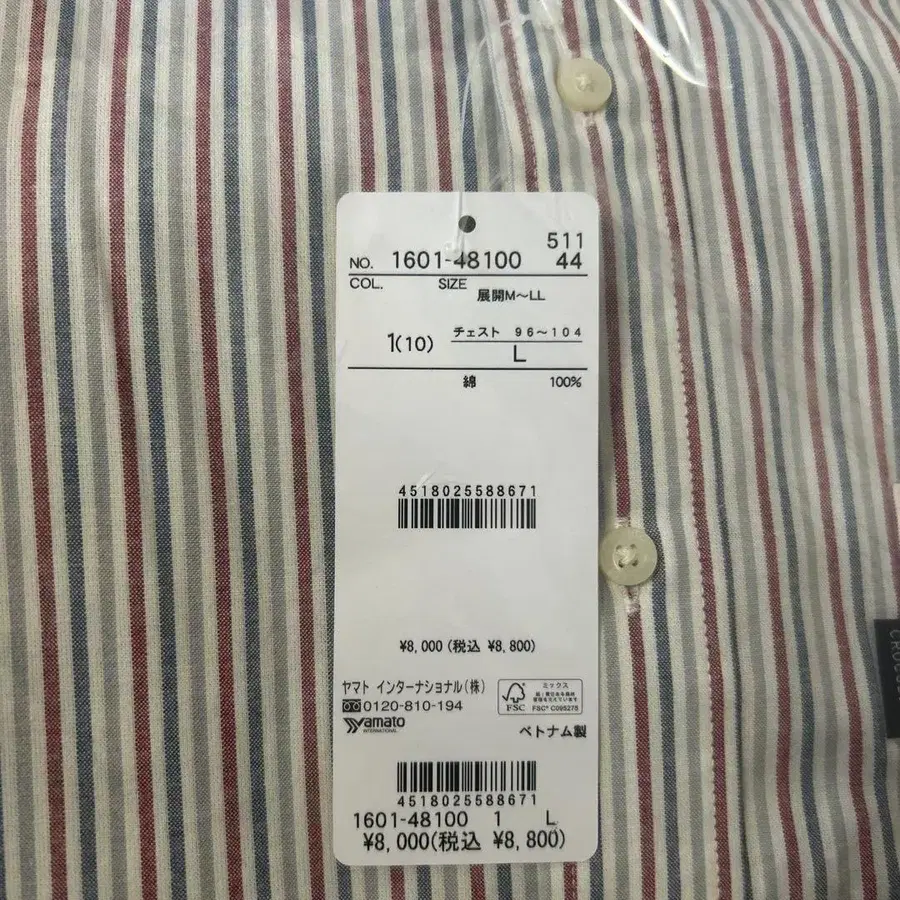 511
NO. 1601-48100 44
COL. SIZE 展開M～LL
1(10) チェスト 96～104
L
綿 100%
4518025588671
¥8,000(税込 ¥8,800)
ヤマト インターナショナル(株)
0120-810-194
Yamato
INTERNATIONAL
FSC
ミックス
FSC® C095275
ベトナム製
4518025588671
1601-48100 1 L
¥8,000(税込 ¥8,800)
CROC